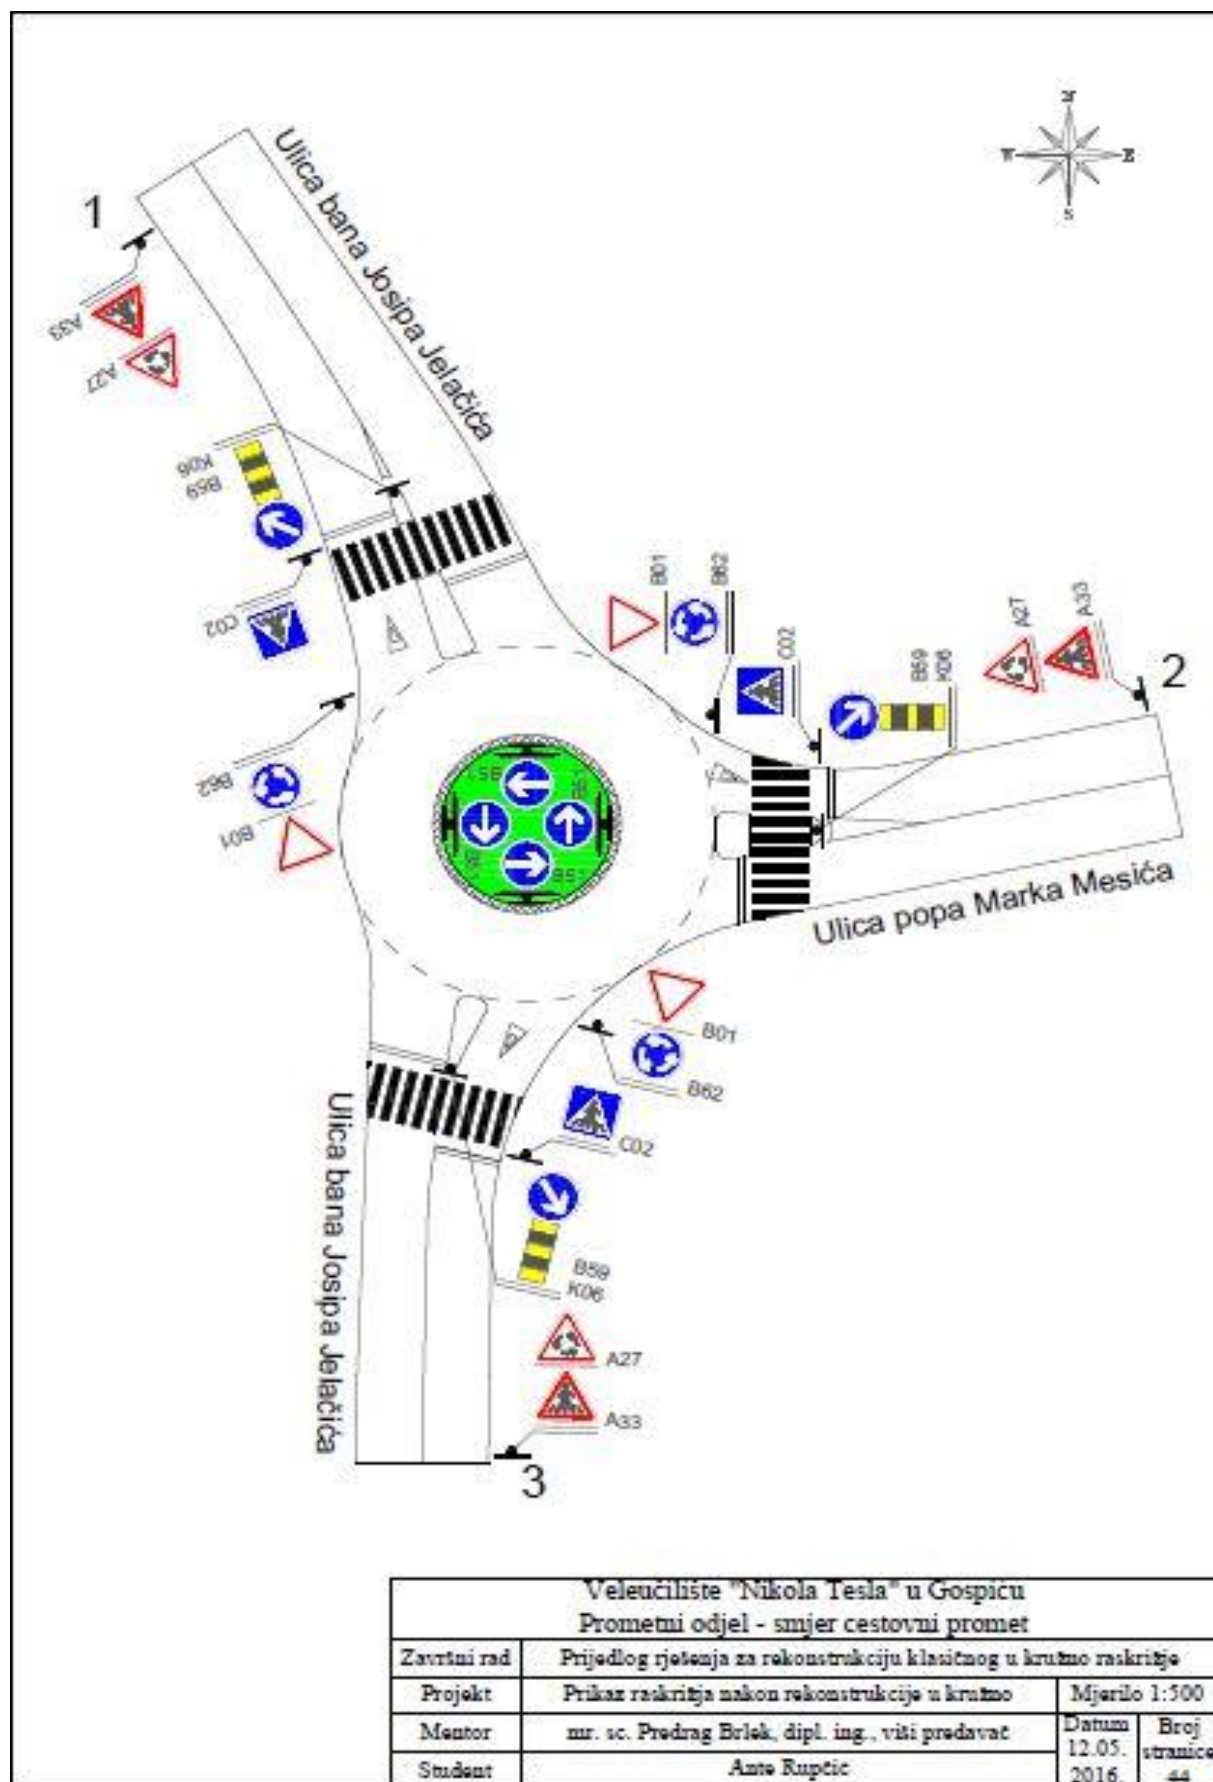 N
W E
S
1
Ulica bana Josipa Jelačića
A33
A27
K06
B59
C02
B62
B01
B01
B62
C02
B59
K06
A27
A33
2
Ulica popa Marka Mesića
B51
B51
B51
B01
B62
C02
B59
K06
A27
A33
3
Ulica bana Josipa Jelačića
Veleučilište "Nikola Tesla" u Gospiću
Prometni odjel - smjer cestovni promet
Završni rad Prijedlog rješenja za rekonstrukciju klasičnog u kružno raskrižje
Projekt Prikaz raskrižja nakon rekonstrukcije u kružno Mjerilo 1:500
Mentor mr. sc. Predrag Brlek, dipl. ing., viši predavač
Student Ante Rupčić
Datum
12.05.
2016.
Broj
stranice
44